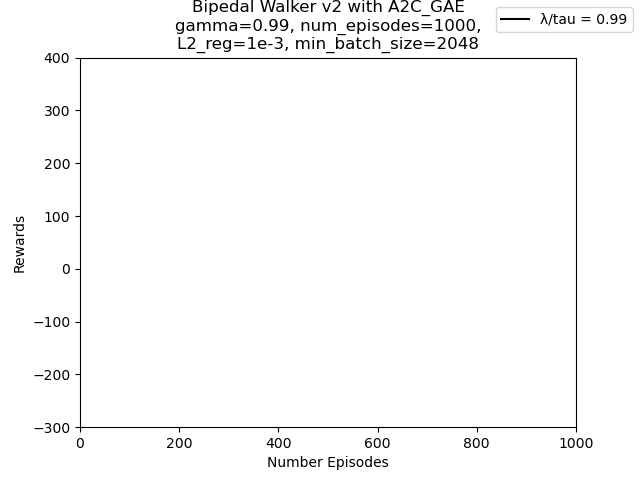 Bipedal Walker v2 with A2C_GAE
gamma=0.99, num_episodes=1000,
L2_reg=1e-3, min_batch_size=2048
λ/tau = 0.99
400
300
200
100
0
−100
−200
−300
Rewards
0 200 400 600 800 1000
Number Episodes